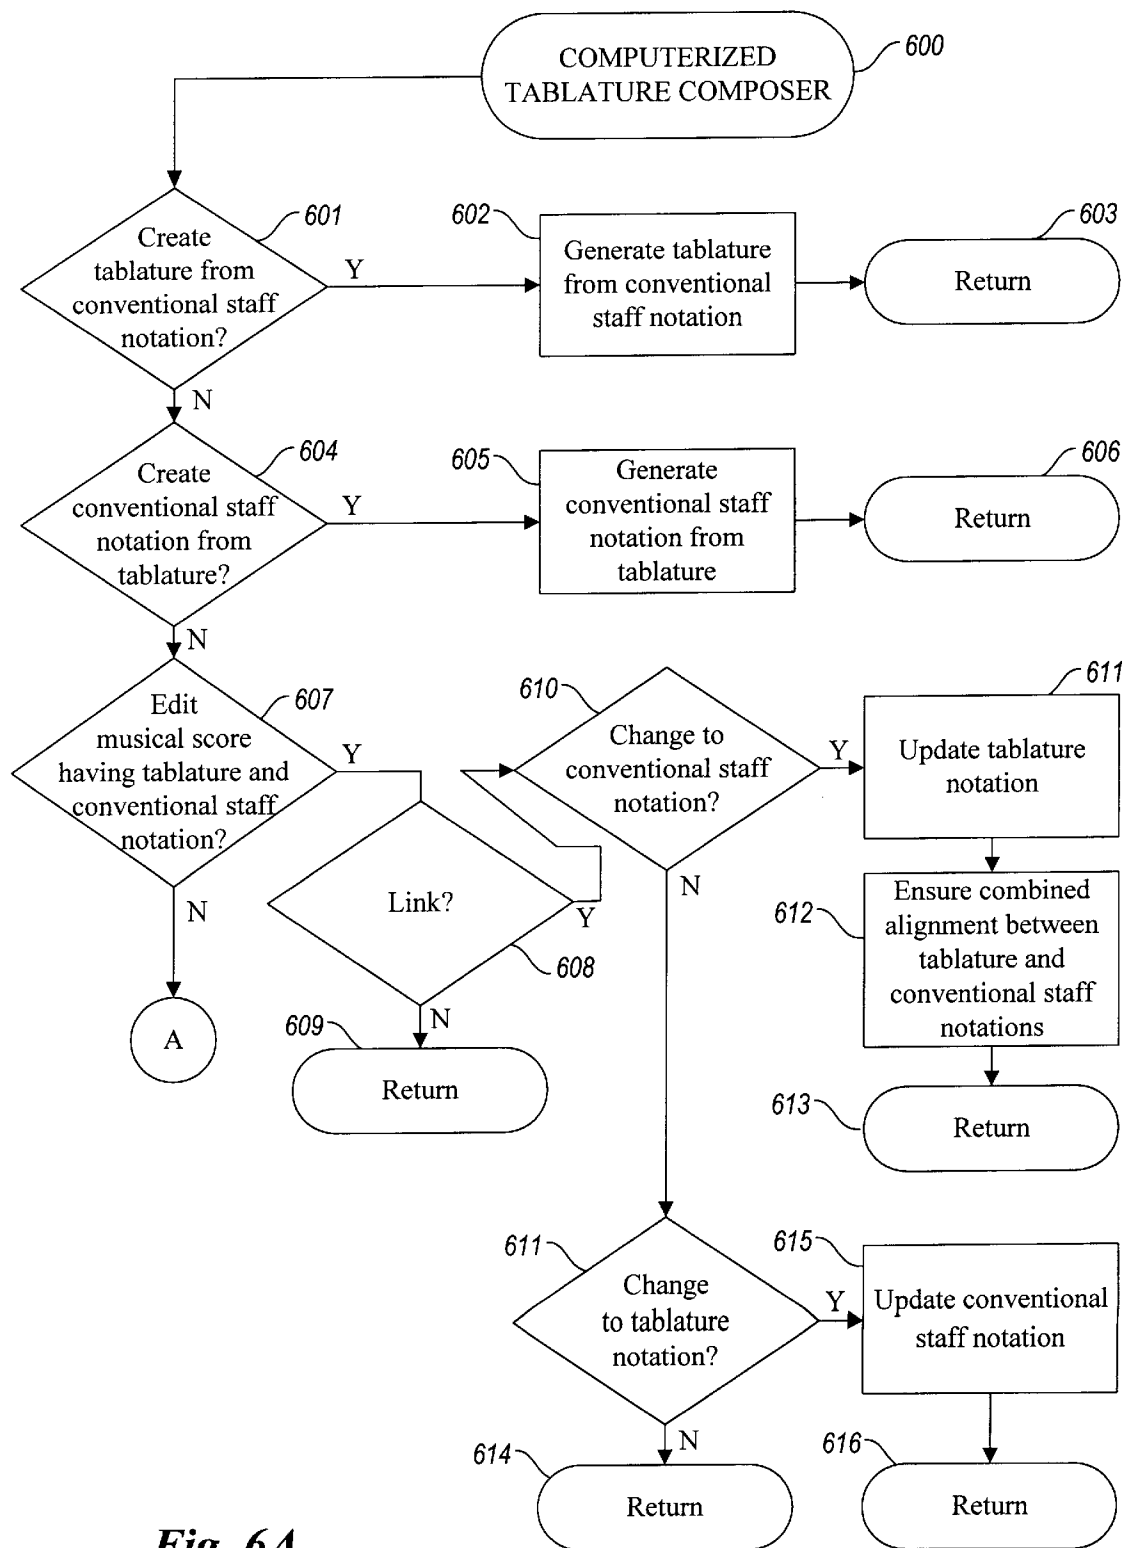 COMPUTERIZED
TABLATURE COMPOSER
600
601
Create
tablature from
conventional staff
notation?
Y
N
602
Generate tablature
from conventional
staff notation
603
Return
604
Create
conventional staff
notation from
tablature?
Y
N
605
Generate
conventional staff
notation from
tablature
606
Return
607
Edit
musical score
having tablature and
conventional staff
notation?
Y
N
A
Link?
Y
608
N
609
Return
610
Change to
conventional staff
notation?
Y
N
611
Update tablature
notation
612
Ensure combined
alignment between
tablature and
conventional staff
notations
613
Return
611
Change
to tablature
notation?
Y
N
615
Update conventional
staff notation
614
Return
616
Return
Fig. 6A